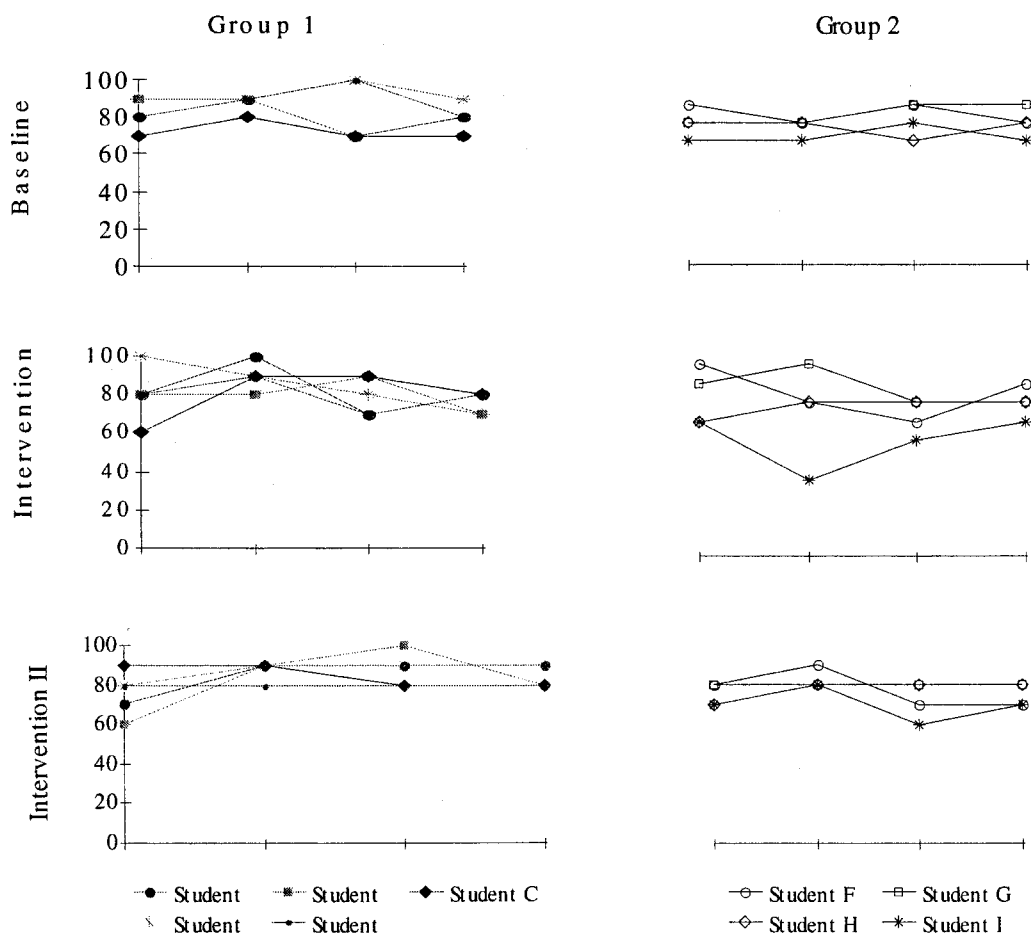 Group 1
Group 2
Baseline
100
80
60
40
20
0
Intervention
100
80
60
40
20
0
Intervention II
100
80
60
40
20
0
Student Student Student C
Student Student
Student F Student G
Student H Student I